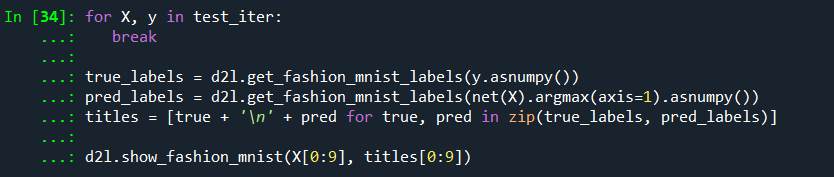 In [34]: for X, y in test_iter:
    ...:    break
    ...:
    ...: true_labels = d2l.get_fashion_mnist_labels(y.asnumpy())
    ...: pred_labels = d2l.get_fashion_mnist_labels(net(X).argmax(axis=1).asnumpy())
    ...: titles = [true + '\n' + pred for true, pred in zip(true_labels, pred_labels)]
    ...:
    ...: d2l.show_fashion_mnist(X[0:9], titles[0:9])